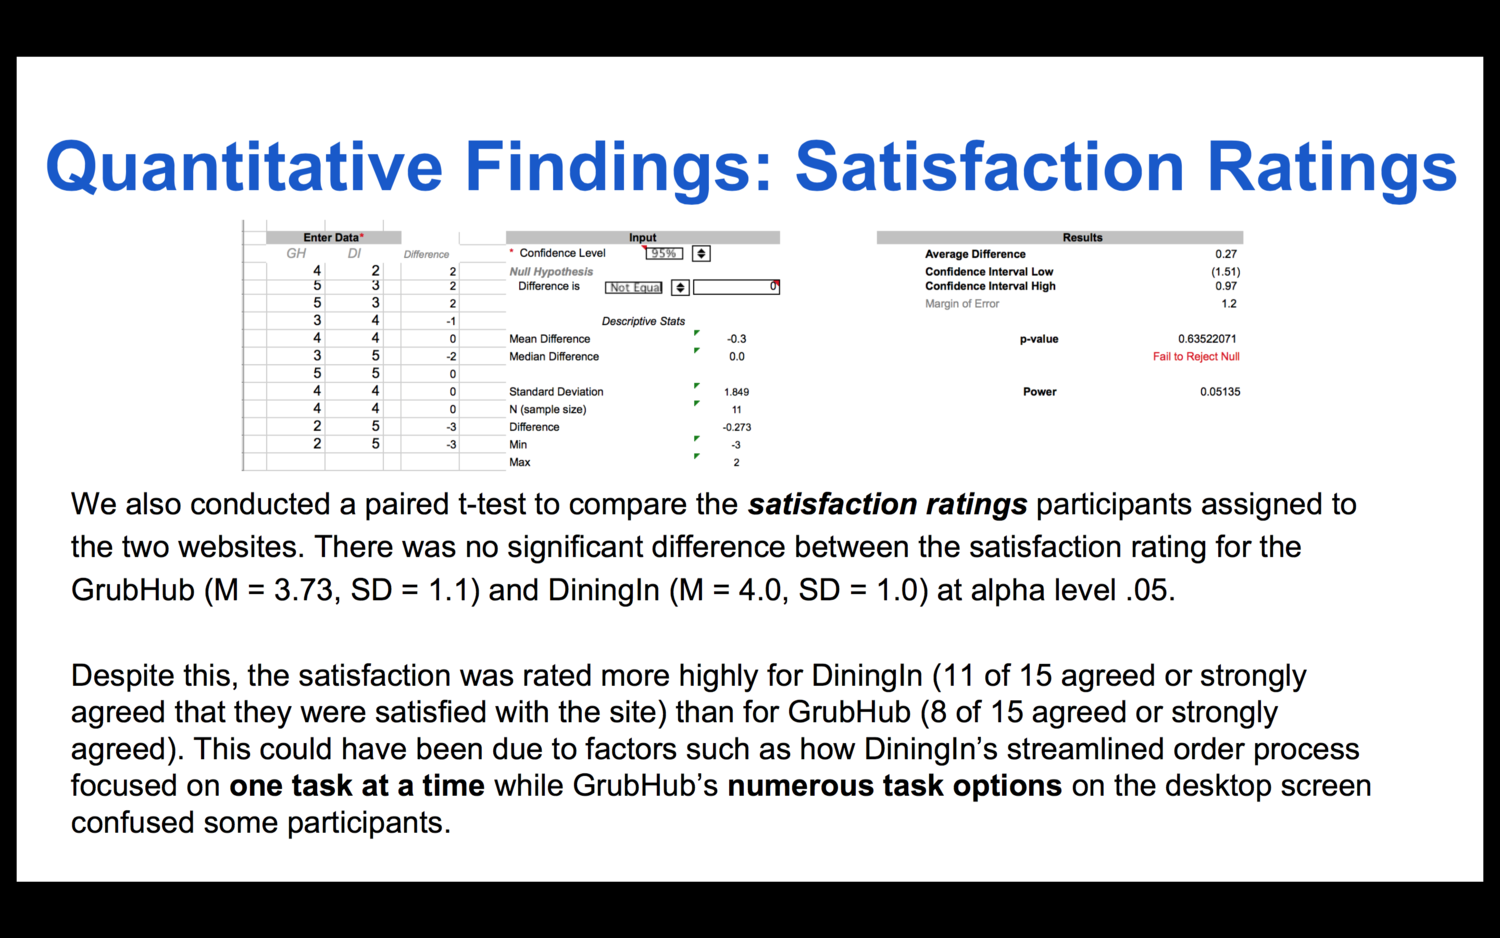 Quantitative Findings: Satisfaction Ratings
Enter Data*
GH DI Difference
4 2 2
5 3 2
5 3 2
3 4 -1
4 4 0
3 5 -2
5 5 0
4 4 0
4 4 0
2 5 -3
2 5 -3
Input
* Confidence Level 95%
Null Hypothesis
Difference is Not Equal 0
Descriptive Stats
Mean Difference -0.3
Median Difference 0.0
Standard Deviation 1.849
N (sample size) 11
Difference -0.273
Min -3
Max 2
Results
Average Difference 0.27
Confidence Interval Low (1.51)
Confidence Interval High 0.97
Margin of Error 1.2
p-value 0.63522071
Fail to Reject Null
Power 0.05135
We also conducted a paired t-test to compare the satisfaction ratings participants assigned to
the two websites. There was no significant difference between the satisfaction rating for the
GrubHub (M = 3.73, SD = 1.1) and DiningIn (M = 4.0, SD = 1.0) at alpha level .05.
Despite this, the satisfaction was rated more highly for DiningIn (11 of 15 agreed or strongly
agreed that they were satisfied with the site) than for GrubHub (8 of 15 agreed or strongly
agreed). This could have been due to factors such as how DiningIn's streamlined order process
focused on one task at a time while GrubHub's numerous task options on the desktop screen
confused some participants.